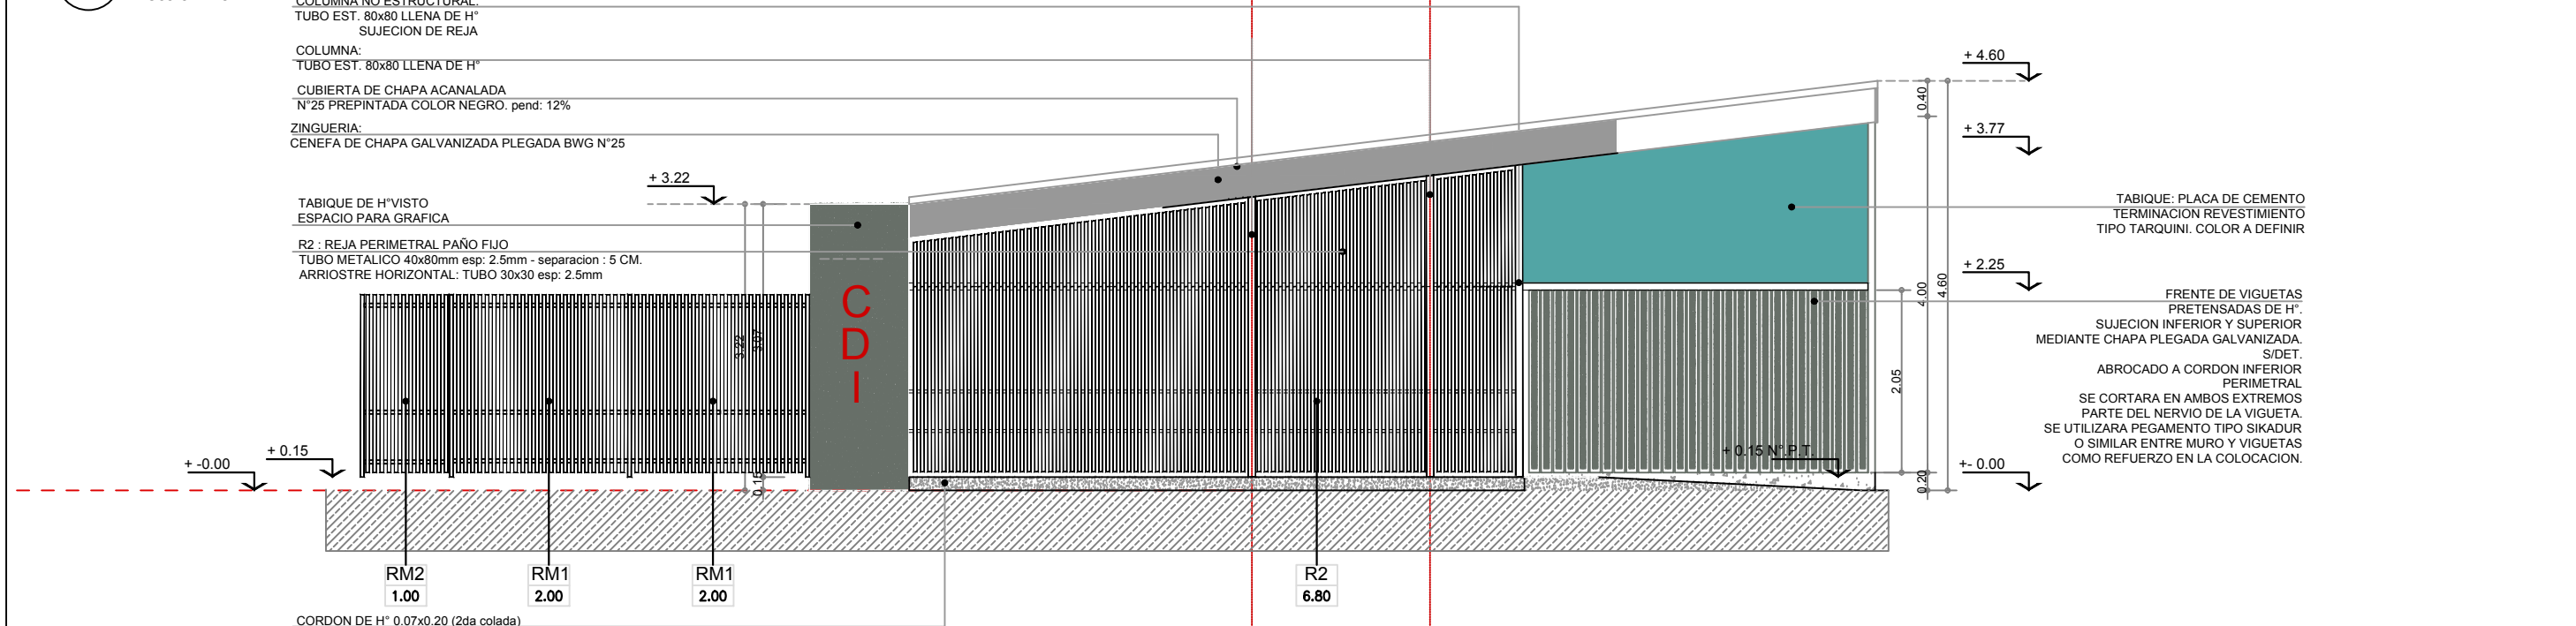 COLUMNA NO ESTRUCTURAL:
TUBO EST. 80x80 LLENA DE H°
SUJECION DE REJA
COLUMNA:
TUBO EST. 80x80 LLENA DE H°
CUBIERTA DE CHAPA ACANALADA
N°25 PREPINTADA COLOR NEGRO. pend: 12%
ZINGUERIA:
CENEFA DE CHAPA GALVANIZADA PLEGADA BWG N°25
TABIQUE DE H°VISTO
ESPACIO PARA GRAFICA
R2 : REJA PERIMETRAL PAÑO FIJO
TUBO METALICO 40x80mm esp: 2.5mm - separacion : 5 CM.
ARRIOSTRE HORIZONTAL: TUBO 30x30 esp: 2.5mm
+ 3.22
3.22
3.07
0.15
C
D
I
+ -0.00
+ 0.15
+ 0.15 N°.P.T.
+ 4.60
+ 3.77
+ 2.25
+- 0.00
0.40
4.00
4.60
2.05
0.20
TABIQUE: PLACA DE CEMENTO
TERMINACION REVESTIMIENTO
TIPO TARQUINI. COLOR A DEFINIR
FRENTE DE VIGUETAS
PRETENSADAS DE H°.
SUJECION INFERIOR Y SUPERIOR
MEDIANTE CHAPA PLEGADA GALVANIZADA.
S/DET.
ABROCADO A CORDON INFERIOR
PERIMETRAL
SE CORTARA EN AMBOS EXTREMOS
PARTE DEL NERVIO DE LA VIGUETA.
SE UTILIZARA PEGAMENTO TIPO SIKADUR
O SIMILAR ENTRE MURO Y VIGUETAS
COMO REFUERZO EN LA COLOCACION.
RM2
1.00
RM1
2.00
RM1
2.00
R2
6.80
CORDON DE H° 0.07x0.20 (2da colada)